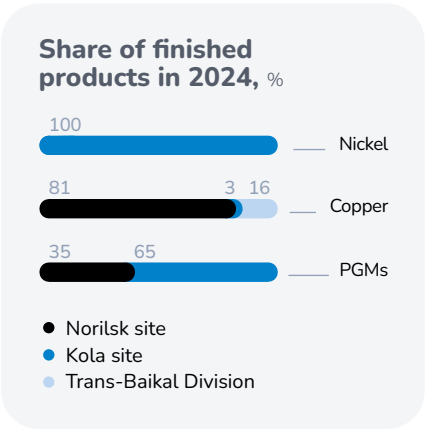 Share of finished
products in 2024, %
100
Nickel
81 3 16
Copper
35 65
PGMs
Norilsk site
Kola site
Trans-Baikal Division